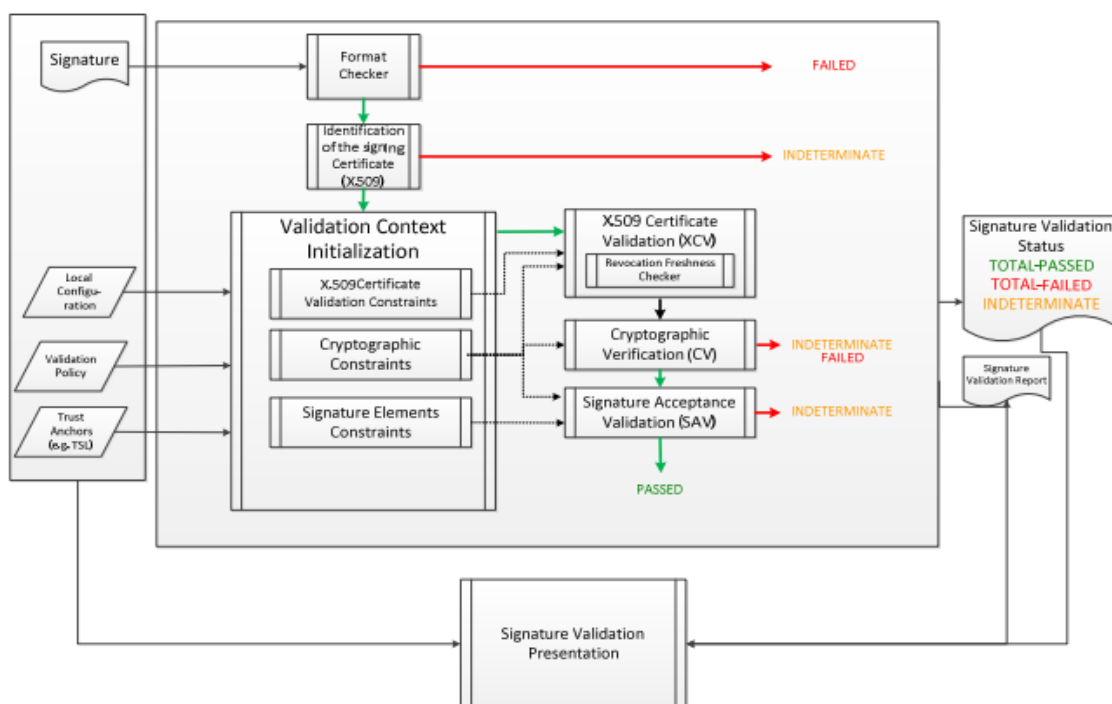 Signature
Format
Checker
FAILED
Identification
of the signing
Certificate
(X.509)
INDETERMINATE
Validation Context
Initialization
X.509 Certificate
Validation (XCV)
Revocation Freshness
Checker
Signature Validation
Status
TOTAL-PASSED
TOTAL-FAILED
INDETERMINATE
Local
Configu-
ration
X.509Certificate
Validation Constraints
Validation
Policy
Cryptographic
Constraints
Cryptographic
Verification (CV)
INDETERMINATE
FAILED
Signature
Validation Report
Trust
Anchors
(e.g. TSL)
Signature Elements
Constraints
Signature Acceptance
Validation (SAV)
INDETERMINATE
PASSED
Signature Validation
Presentation